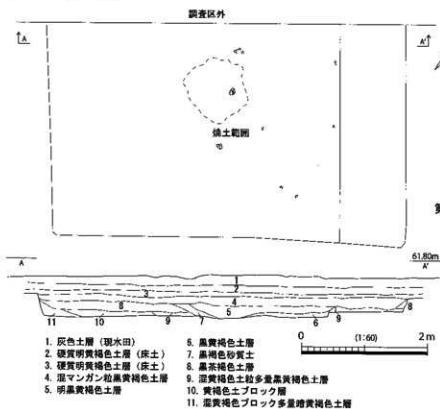 調査区外
A
A'
焼土範囲
第
61.80m
A
A'
1
2
3
4
5
6
6
7
8
9
9
10
11
1. 灰色土層（現水田）
2. 硬質明黄褐色土層（床土）
3. 硬質明黄褐色土層（床土）
4. 混マンガン粒黒黄褐色土層
5. 明黒黄褐色土層
6. 黒黄褐色土層
7. 黒褐色砂質土
8. 黒茶褐色土層
9. 混黄褐色土粒多量黒黄褐色土層
10. 黄褐色土ブロック層
11. 混黄褐色ブロック多量暗黄褐色土層
0
(1:60)
2m